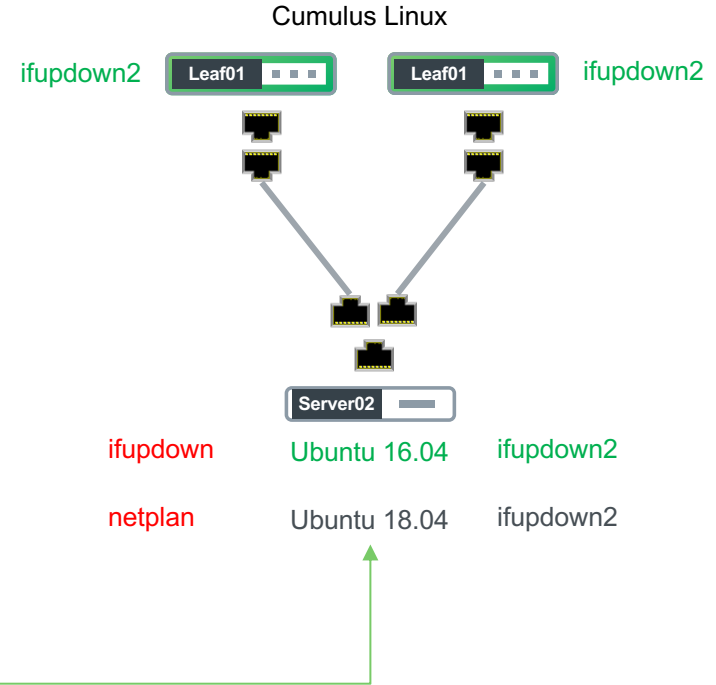 Cumulus Linux
ifupdown2 Leaf01 Leaf01 ifupdown2
Server02
ifupdown Ubuntu 16.04 ifupdown2
netplan Ubuntu 18.04 ifupdown2